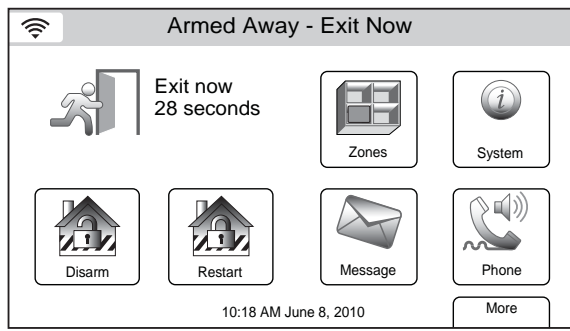 Armed Away - Exit Now
Exit now
28 seconds
Zones
System
Disarm
Restart
Message
Phone
10:18 AM June 8, 2010
More